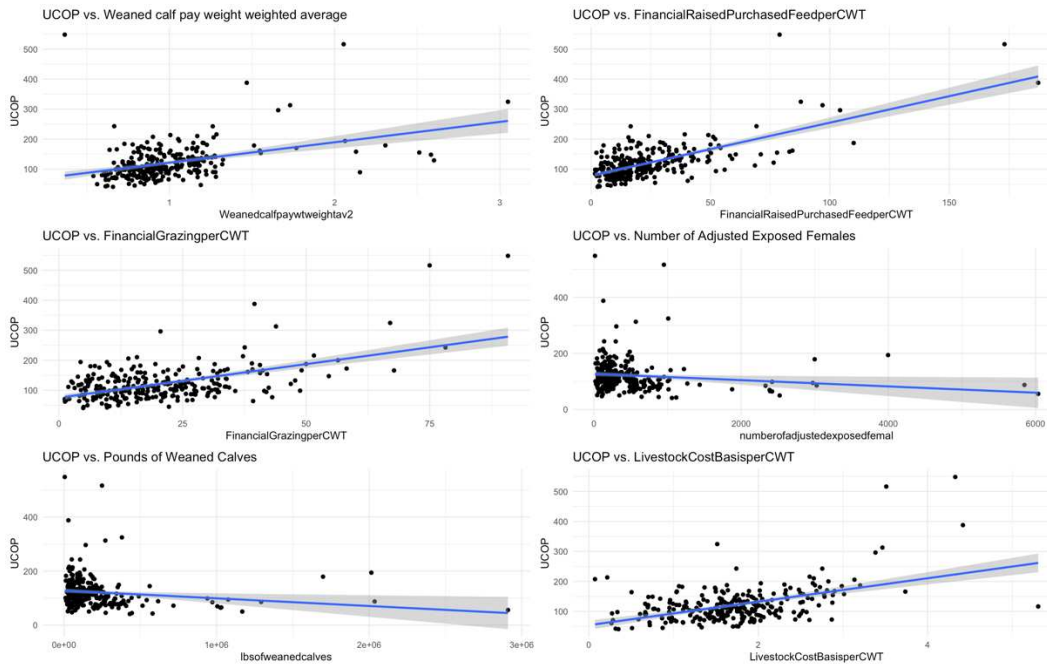 UCOP vs. Weaned calf pay weight weighted average
UCOP
500
400
300
200
100
1
2
3
Weanedcalfpaywtweightav2
UCOP vs. FinancialRaisedPurchasedFeedperCWT
UCOP
500
400
300
200
100
0
50
100
150
FinancialRaisedPurchasedFeedperCWT
UCOP vs. FinancialGrazingperCWT
UCOP
500
400
300
200
100
0
25
50
75
FinancialGrazingperCWT
UCOP vs. Number of Adjusted Exposed Females
UCOP
400
200
0
0
2000
4000
6000
numberofadjustedexposedfemal
UCOP vs. Pounds of Weaned Calves
UCOP
400
200
0
0e+00
1e+06
2e+06
3e+06
lbsofweanedcalves
UCOP vs. LivestockCostBasisperCWT
UCOP
500
400
300
200
100
0
2
4
LivestockCostBasisperCWT